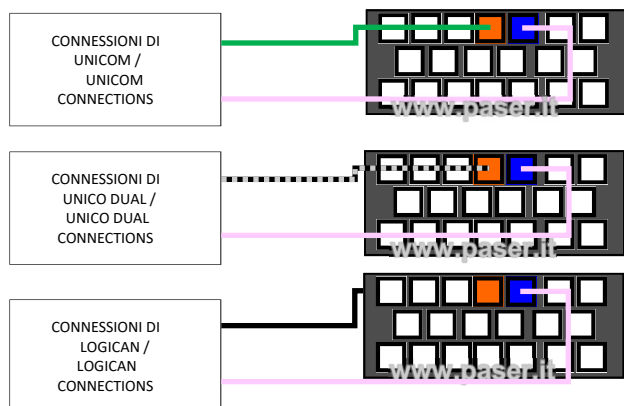 CONNESSIONI DI
UNICOM /
UNICOM
CONNECTIONS
www.paser.it
CONNESSIONI DI
UNICO DUAL /
UNICO DUAL
CONNECTIONS
www.paser.it
CONNESSIONI DI
LOGICAN /
LOGICAN
CONNECTIONS
www.paser.it